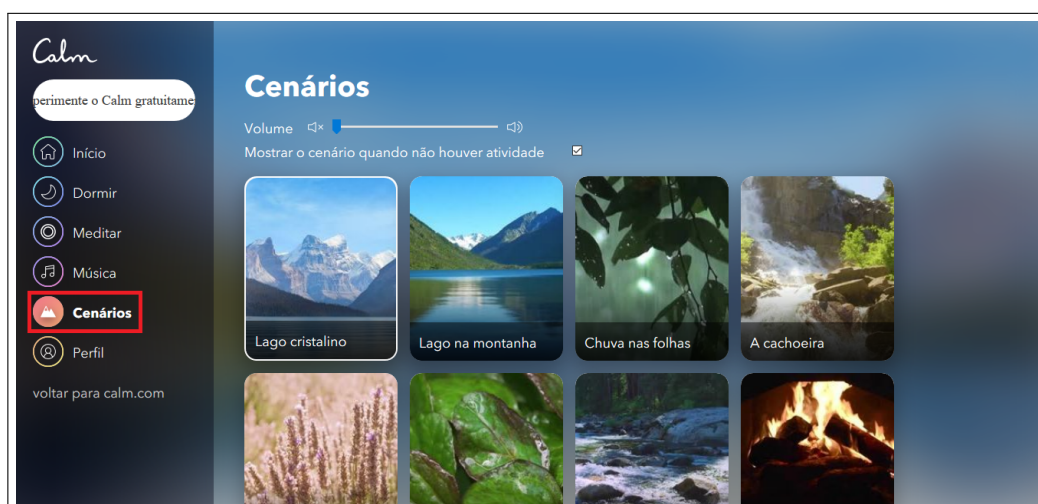 Calm
perimente o Calm gratuitame
Início
Dormir
Meditar
Música
Cenários
Perfil
voltar para calm.com
Cenários
Volume
Mostrar o cenário quando não houver atividade
Lago cristalino
Lago na montanha
Chuva nas folhas
A cachoeira